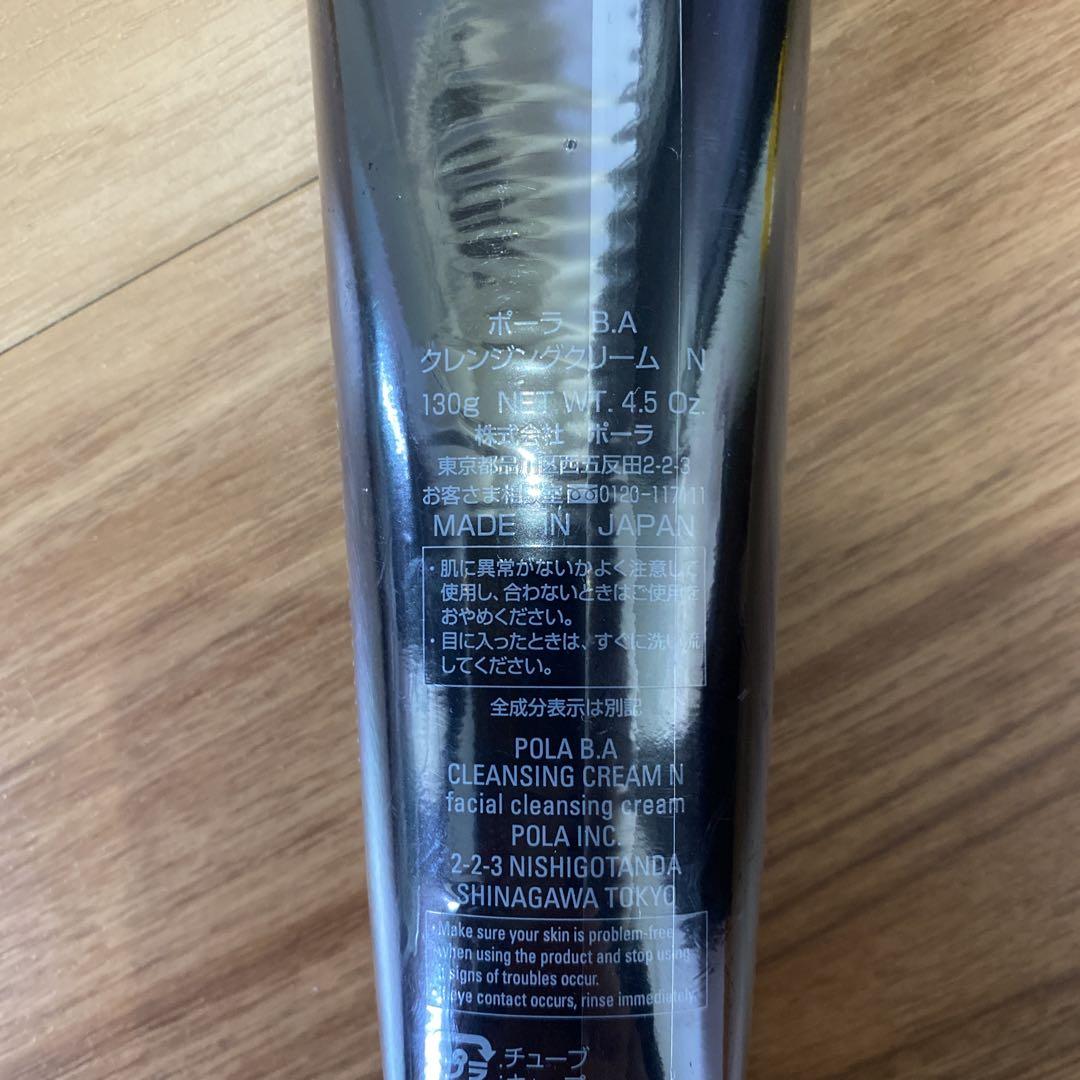 ポーラ B.A
クレンジングクリーム N
130g NET WT. 4.5 Oz.
株式会社 ポーラ
東京都品川区西五反田2-2-3
お客さま相談室 0120-117111
MADE IN JAPAN
・肌に異常がないかよく注意して
使用し、合わないときはご使用を
おやめください。
・目に入ったときは、すぐに洗い流
してください。
全成分表示は別記
POLA B.A
CLEANSING CREAM N
facial cleansing cream
POLA INC.
2-2-3 NISHIGOTANDA
SHINAGAWA TOKYO
・Make sure your skin is problem-free
when using the product and stop using
signs of troubles occur.
eye contact occurs, rinse immediately.
プラ :チューブ